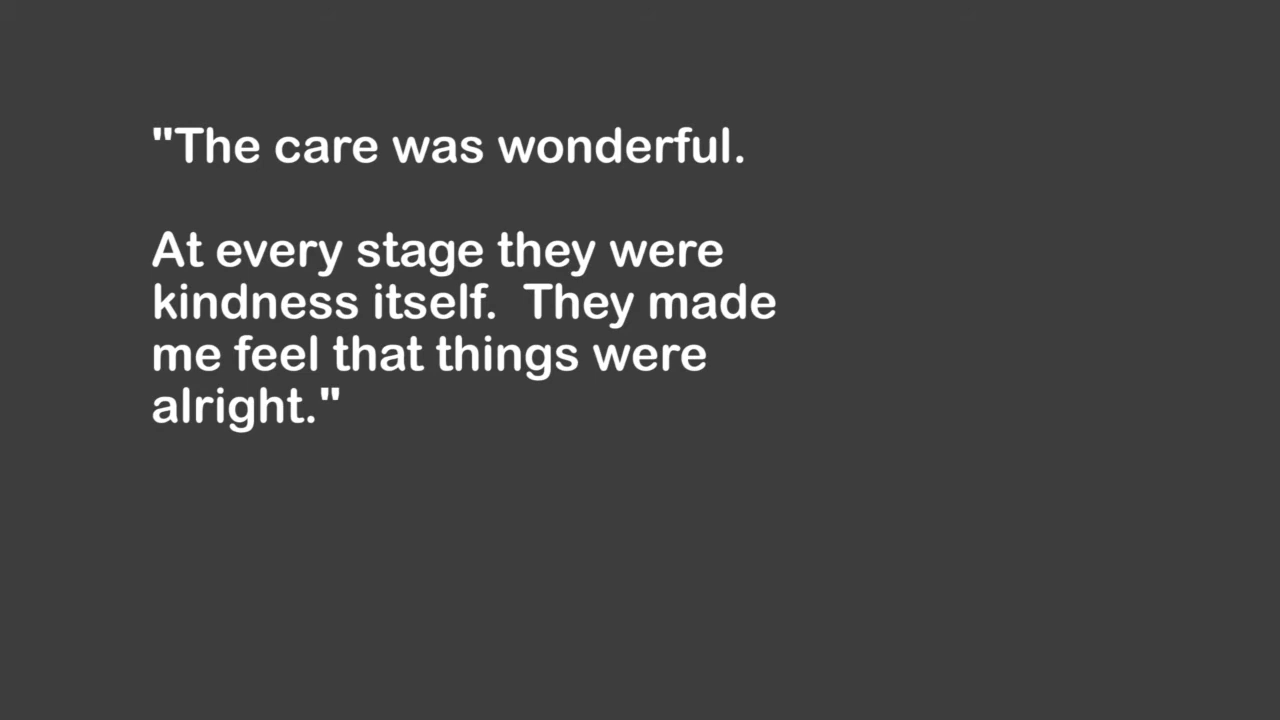 "The care was wonderful.
At every stage they were
kindness itself.  They made
me feel that things were
alright."